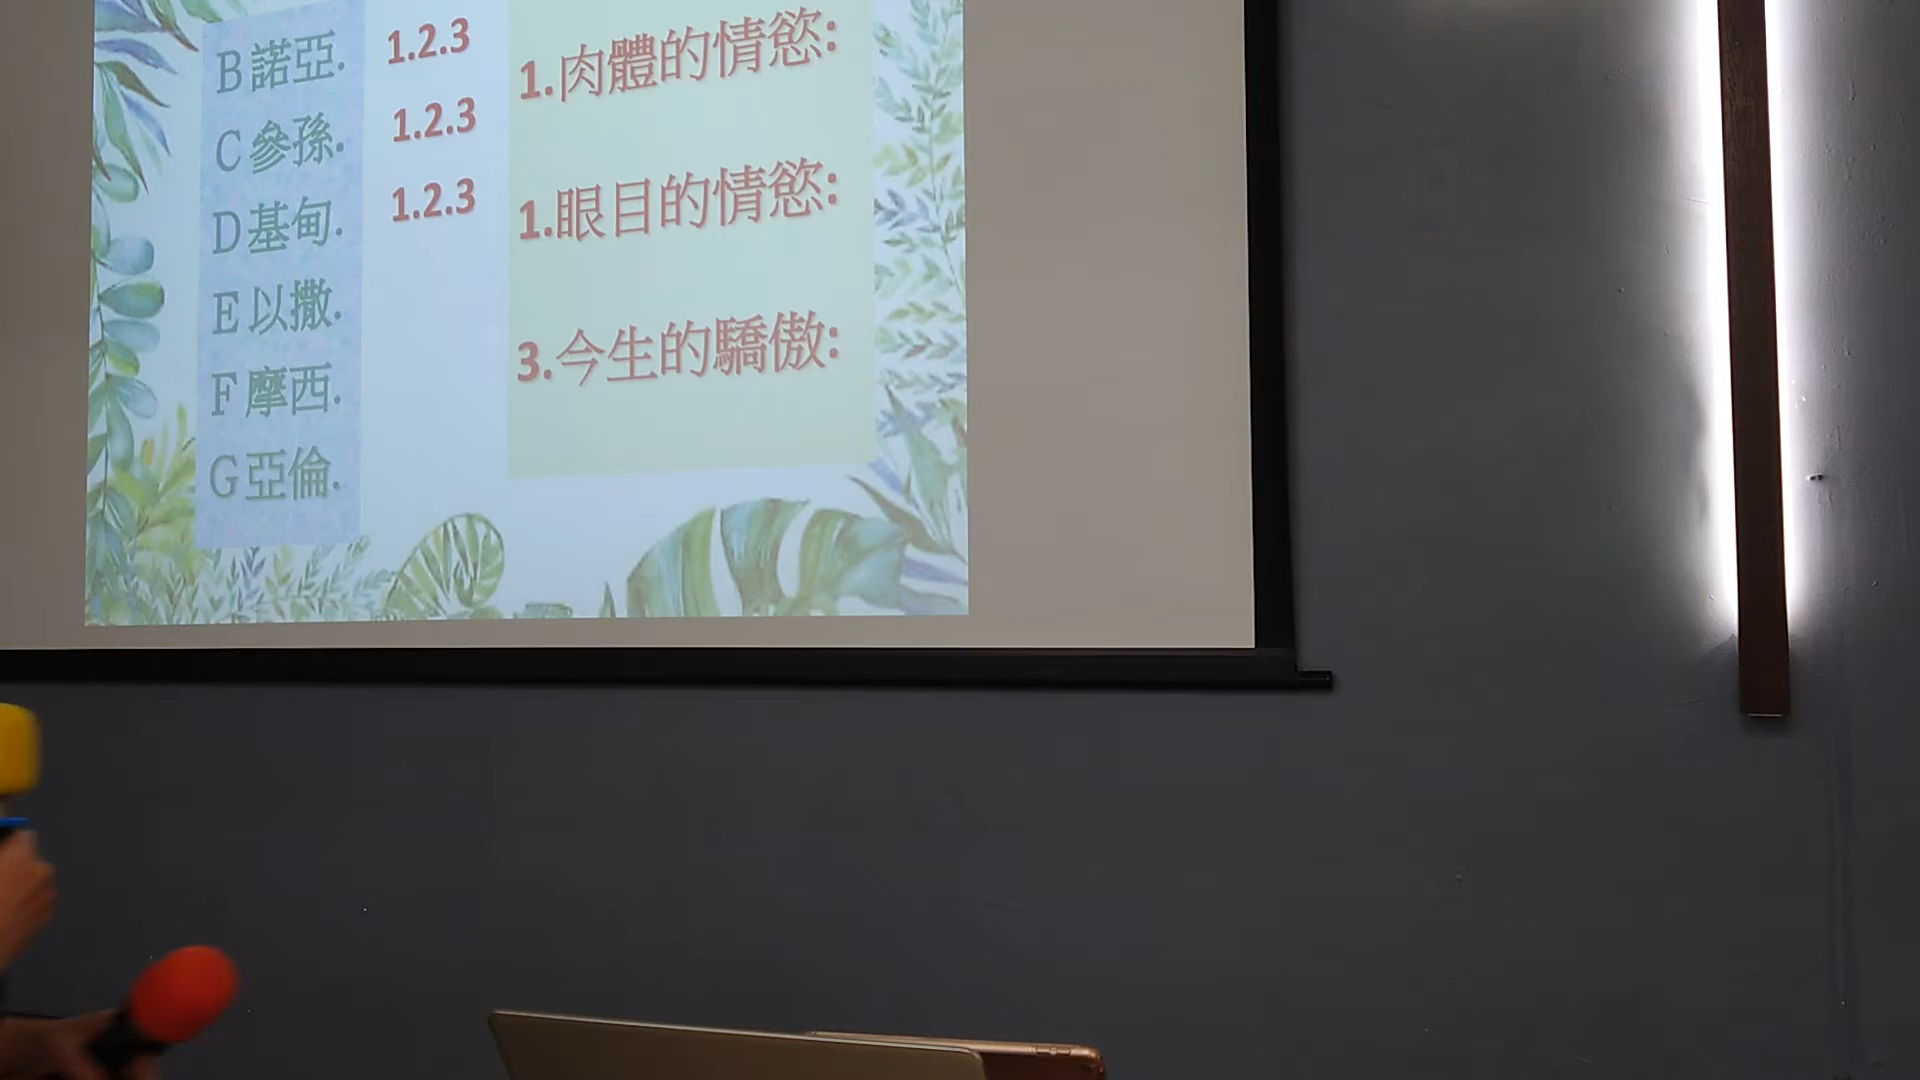 B諾亞.
C參孫.
D基甸.
E以撒.
F摩西.
G亞倫.
1.2.3
1.2.3
1.2.3
1.肉體的情慾:
1.眼目的情慾:
3.今生的驕傲: